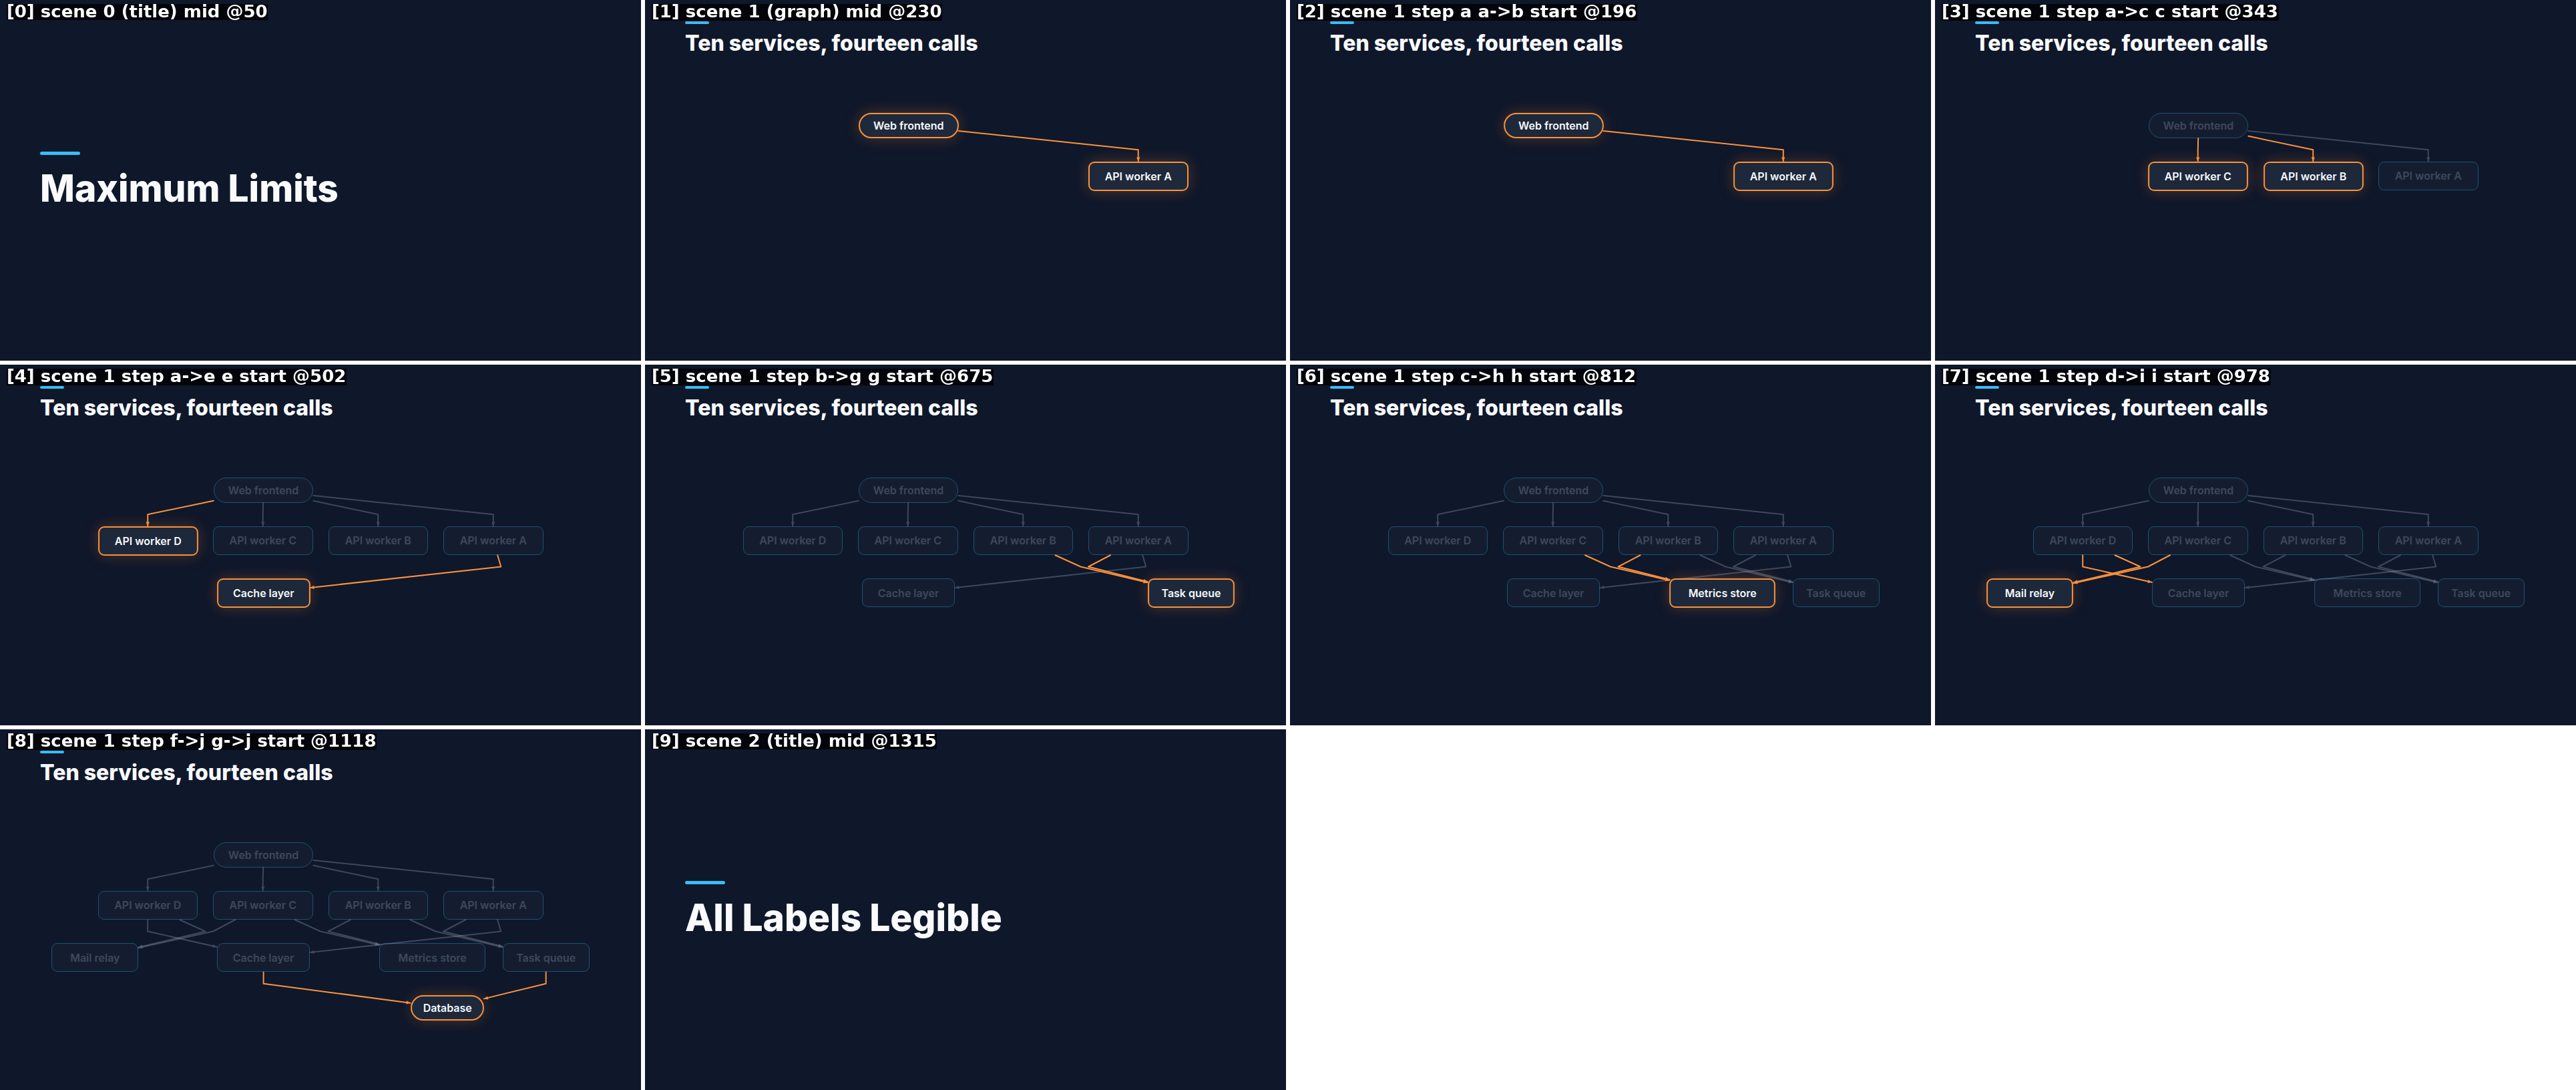 [0] scene 0 (title) mid @50
Maximum Limits
[1] scene 1 (graph) mid @230
Ten services, fourteen calls
Web frontend
API worker A
[2] scene 1 step a a->b start @196
Ten services, fourteen calls
Web frontend
API worker A
[3] scene 1 step a->c c start @343
Ten services, fourteen calls
Web frontend
API worker C API worker B API worker A
[4] scene 1 step a->e e start @502
Ten services, fourteen calls
Web frontend
API worker D API worker C API worker B API worker A
Cache layer
[5] scene 1 step b->g g start @675
Ten services, fourteen calls
Web frontend
API worker D API worker C API worker B API worker A
Cache layer Task queue
[6] scene 1 step c->h h start @812
Ten services, fourteen calls
Web frontend
API worker D API worker C API worker B API worker A
Cache layer Metrics store Task queue
[7] scene 1 step d->i i start @978
Ten services, fourteen calls
Web frontend
API worker D API worker C API worker B API worker A
Mail relay Cache layer Metrics store Task queue
[8] scene 1 step f->j g->j start @1118
Ten services, fourteen calls
Web frontend
API worker D API worker C API worker B API worker A
Mail relay Cache layer Metrics store Task queue
Database
[9] scene 2 (title) mid @1315
All Labels Legible